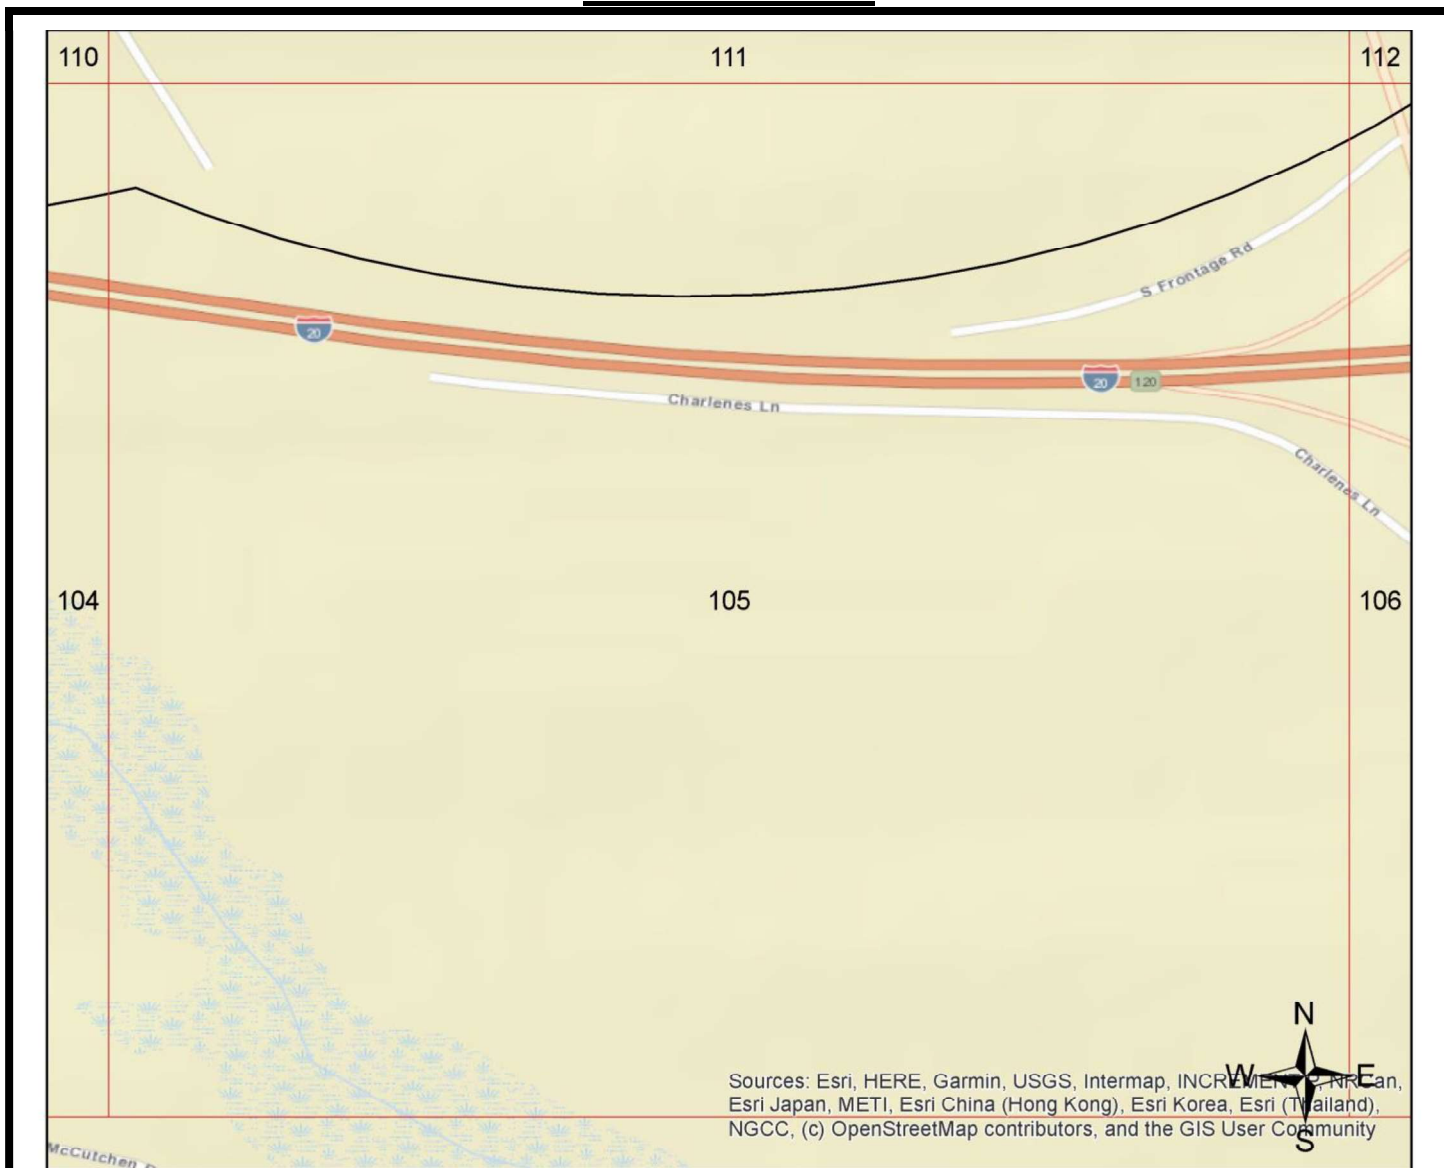 110 111 112
S Frontage Rd
20
20 120
Charlenes Ln
Charlenes Ln
104 105 106
N
W E
S
Sources: Esri, HERE, Garmin, USGS, Intermap, NRCan,
Esri Japan, METI, Esri China (Hong Kong), Esri Korea, Esri (Thailand),
NGCC, (c) OpenStreetMap contributors, and the GIS User Community
McCutchen